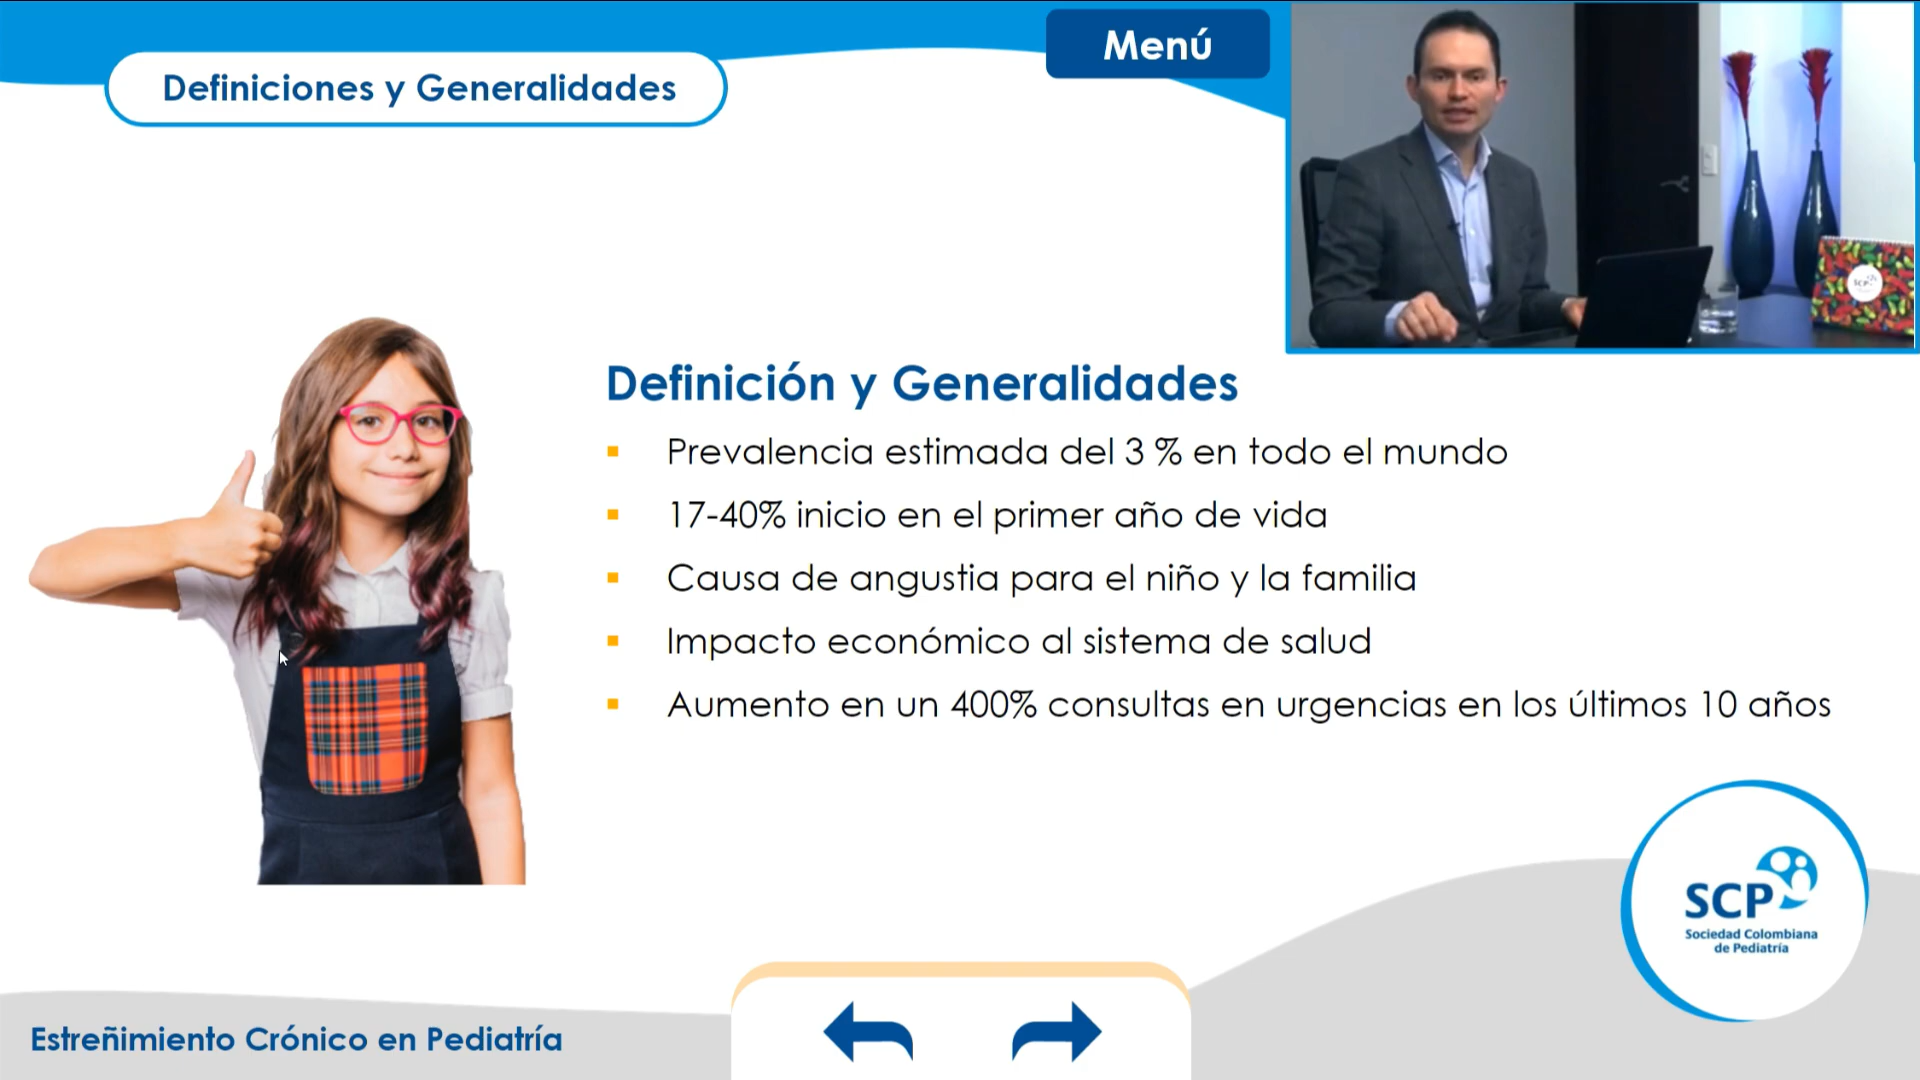 Menú
Definiciones y Generalidades
Definición y Generalidades
Prevalencia estimada del 3 % en todo el mundo
17-40% inicio en el primer año de vida
Causa de angustia para el niño y la familia
Impacto económico al sistema de salud
Aumento en un 400% consultas en urgencias en los últimos 10 años
SCP
SCP
Sociedad Colombiana
de Pediatría
Estreñimiento Crónico en Pediatría